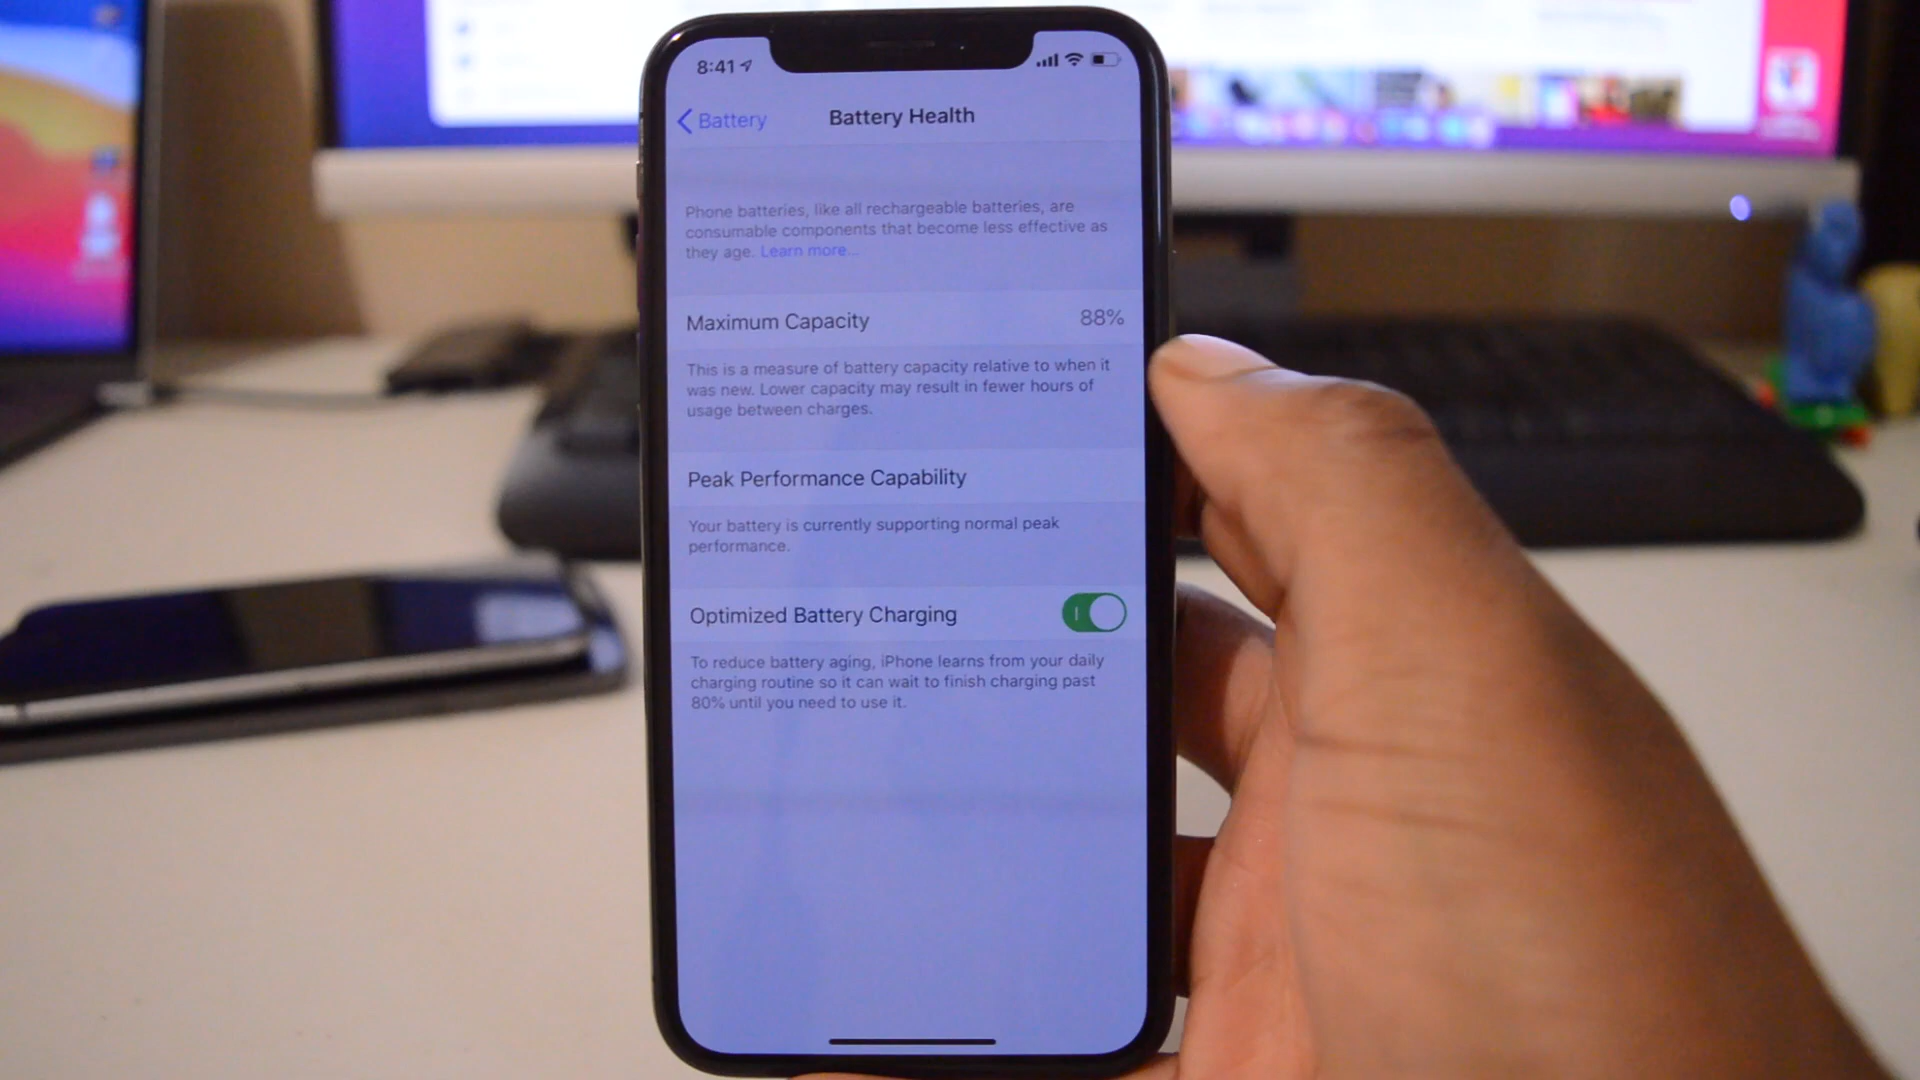 8:41
Battery
Battery Health
Phone batteries, like all rechargeable batteries, are
consumable components that become less effective as
they age. Learn more...
Maximum Capacity 88%
This is a measure of battery capacity relative to when it
was new. Lower capacity may result in fewer hours of
usage between charges.
Peak Performance Capability
Your battery is currently supporting normal peak
performance.
Optimized Battery Charging
To reduce battery aging, iPhone learns from your daily
charging routine so it can wait to finish charging past
80% until you need to use it.